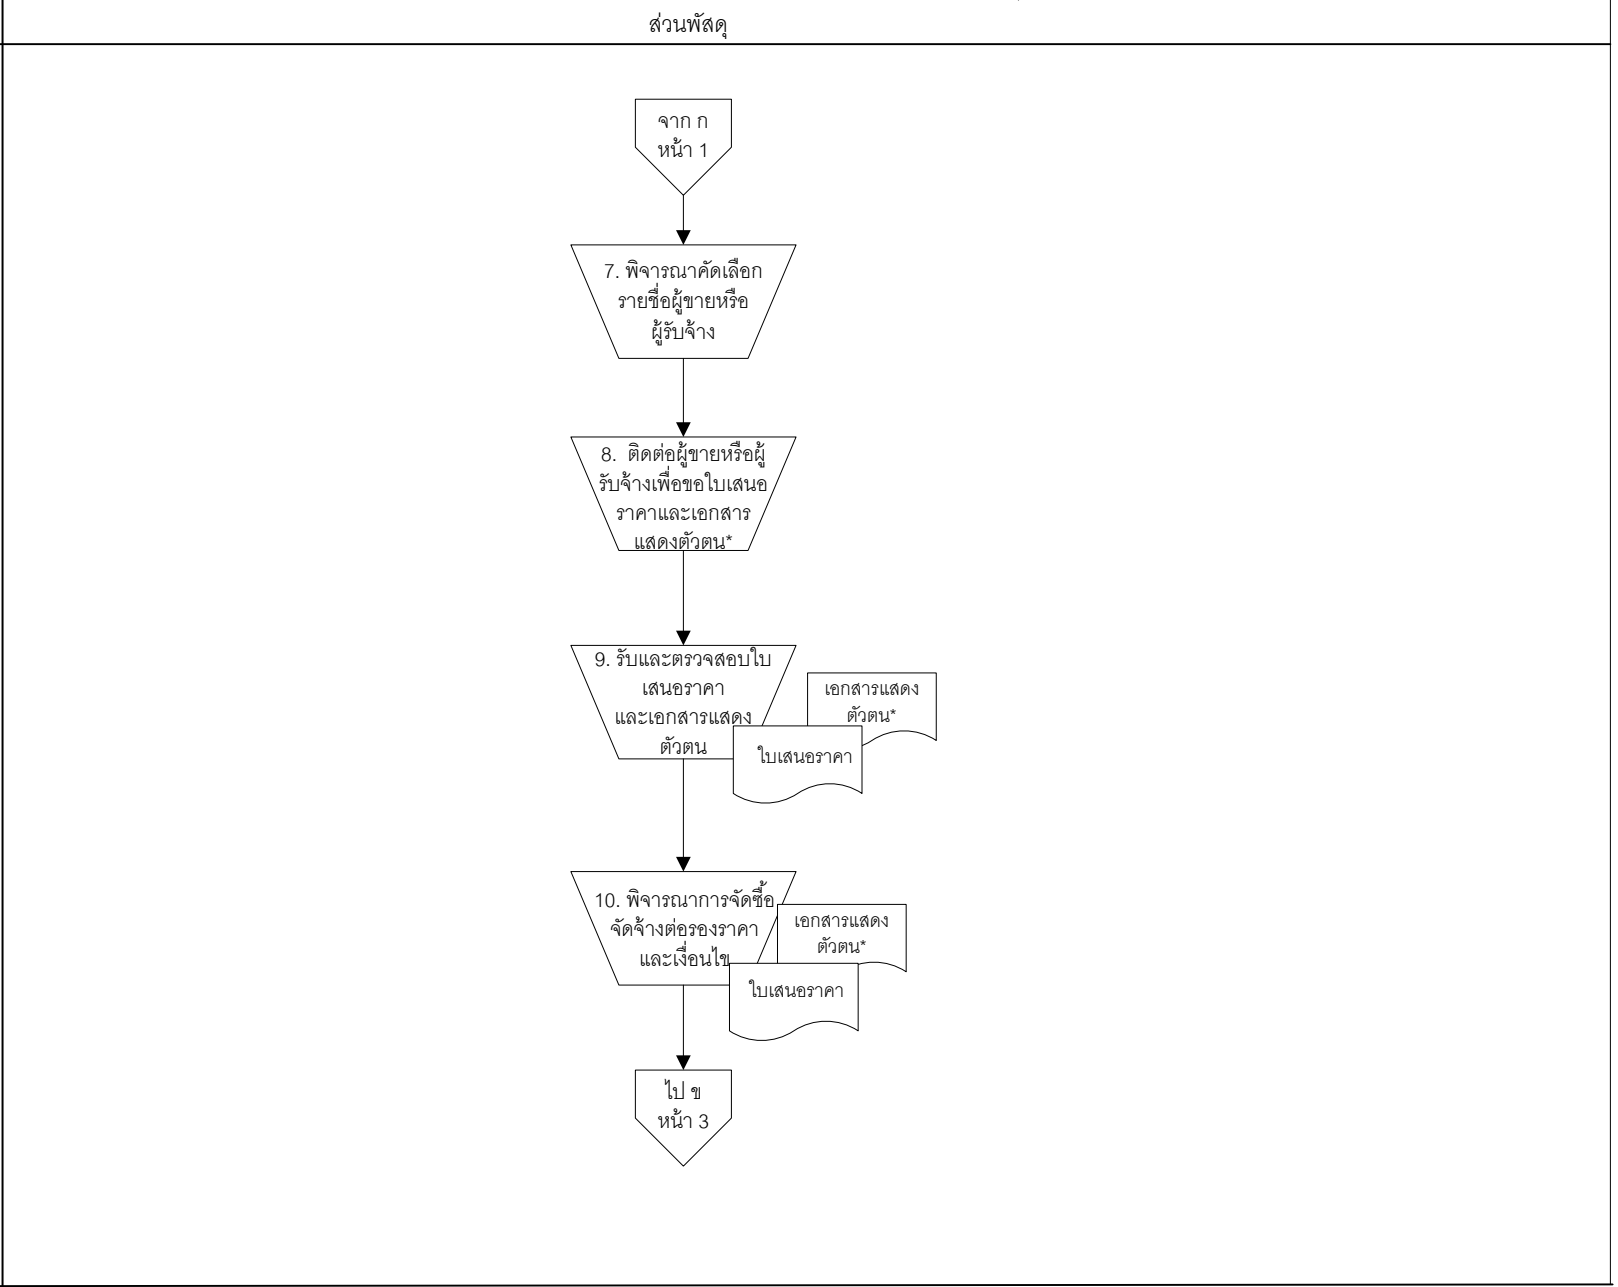 ส่วนพัสดุ
จาก ก
หน้า 1
7. พิจารณาคัดเลือก
รายชื่อผู้ขายหรือ
ผู้รับจ้าง
8. ติดต่อผู้ขายหรือผู้
รับจ้างเพื่อขอใบเสนอ
ราคาและเอกสาร
แสดงตัวตน*
9. รับและตรวจสอบใบ
เสนอราคา
และเอกสารแสดง
ตัวตน
เอกสารแสดง
ตัวตน*
ใบเสนอราคา
10. พิจารณาการจัดซื้อ
จัดจ้างต่อรองราคา
และเงื่อนไข
เอกสารแสดง
ตัวตน*
ใบเสนอราคา
ไป ข
หน้า 3